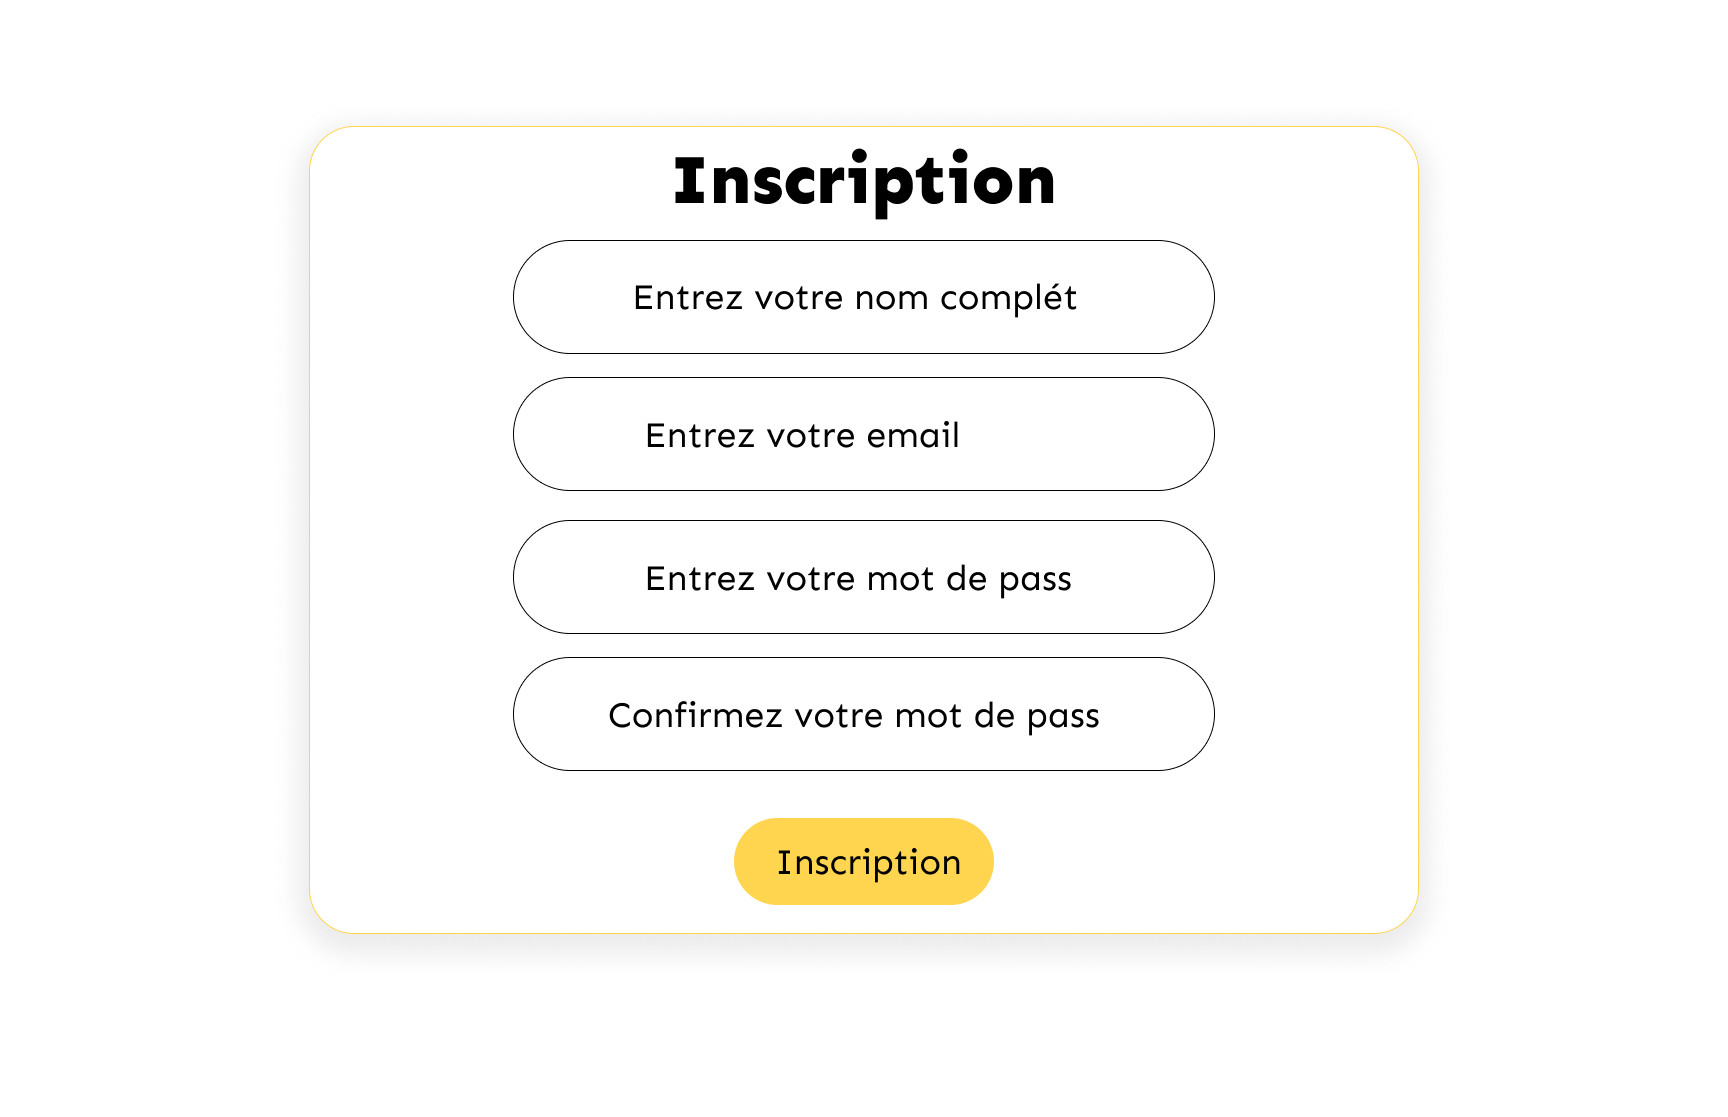 Inscription
Entrez votre nom complét
Entrez votre email
Entrez votre mot de pass
Confirmez votre mot de pass
Inscription